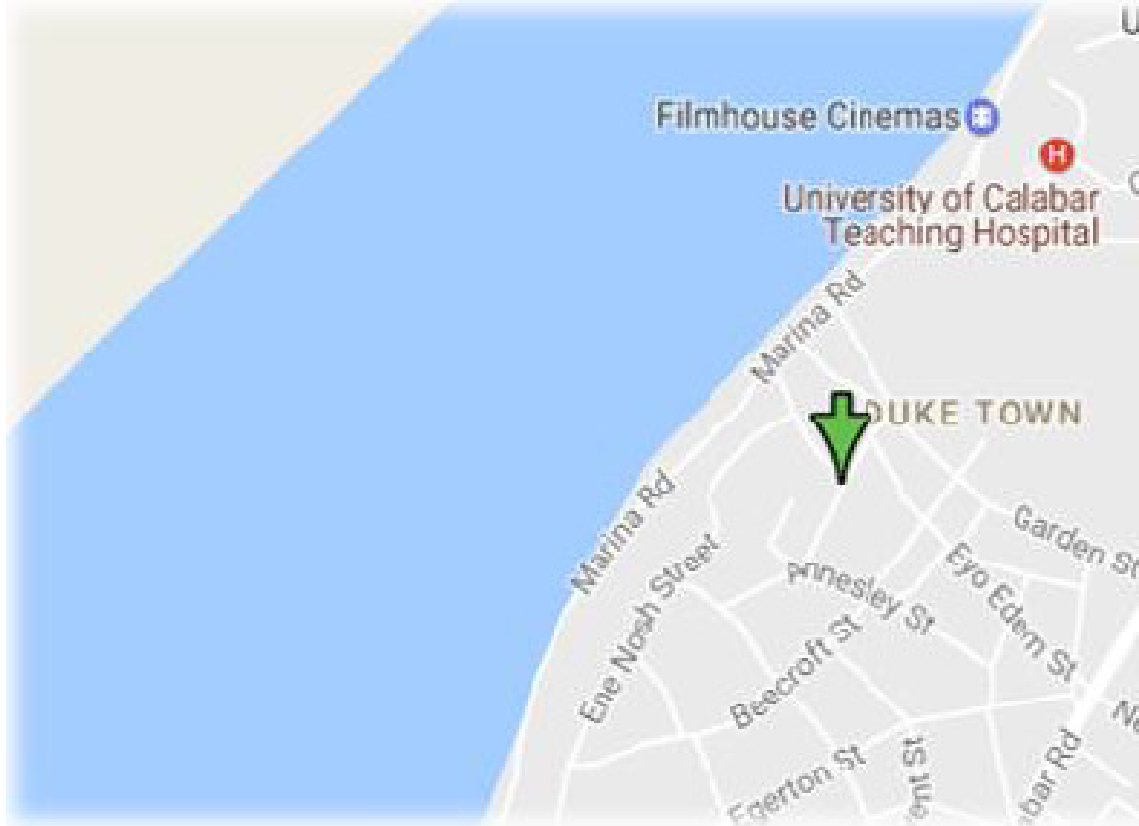 U
Filmhouse Cinemas
H
University of Calabar
Teaching Hospital
Marina Rd
DUKE TOWN
Marina Rd
Garden St
Annesley St
Eyo Edem St
Ene Nosh Street
Beecroft St
Egerton St